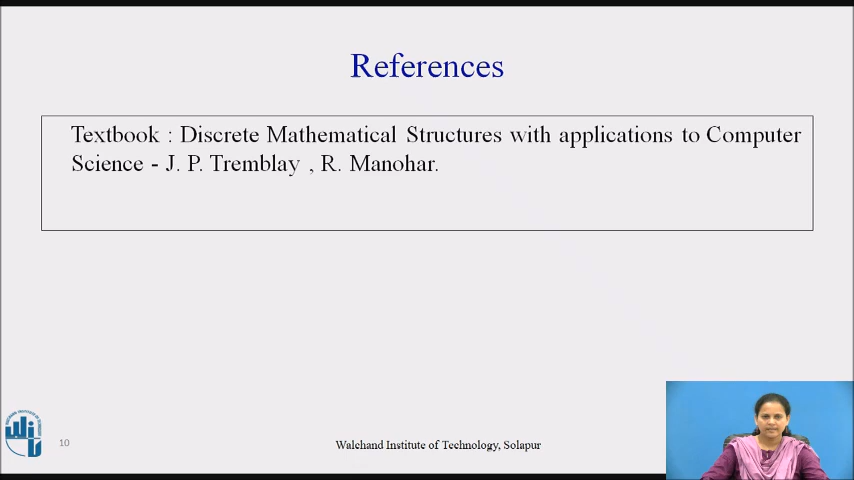 References
Textbook : Discrete Mathematical Structures with applications to Computer
Science - J. P. Tremblay , R. Manohar.
10
Walchand Institute of Technology, Solapur